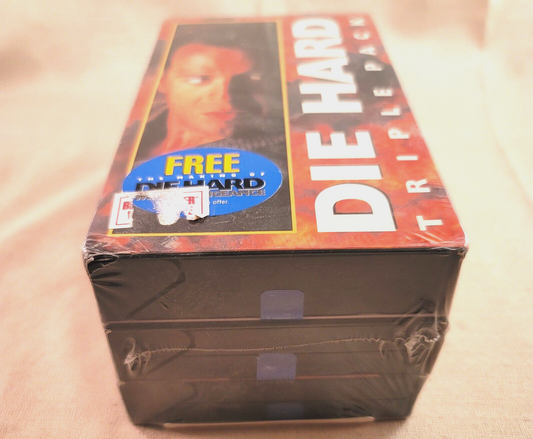 DIE HARD
TRIPLE PACK
FREE
THE MAKING OF
DIE HARD
offer